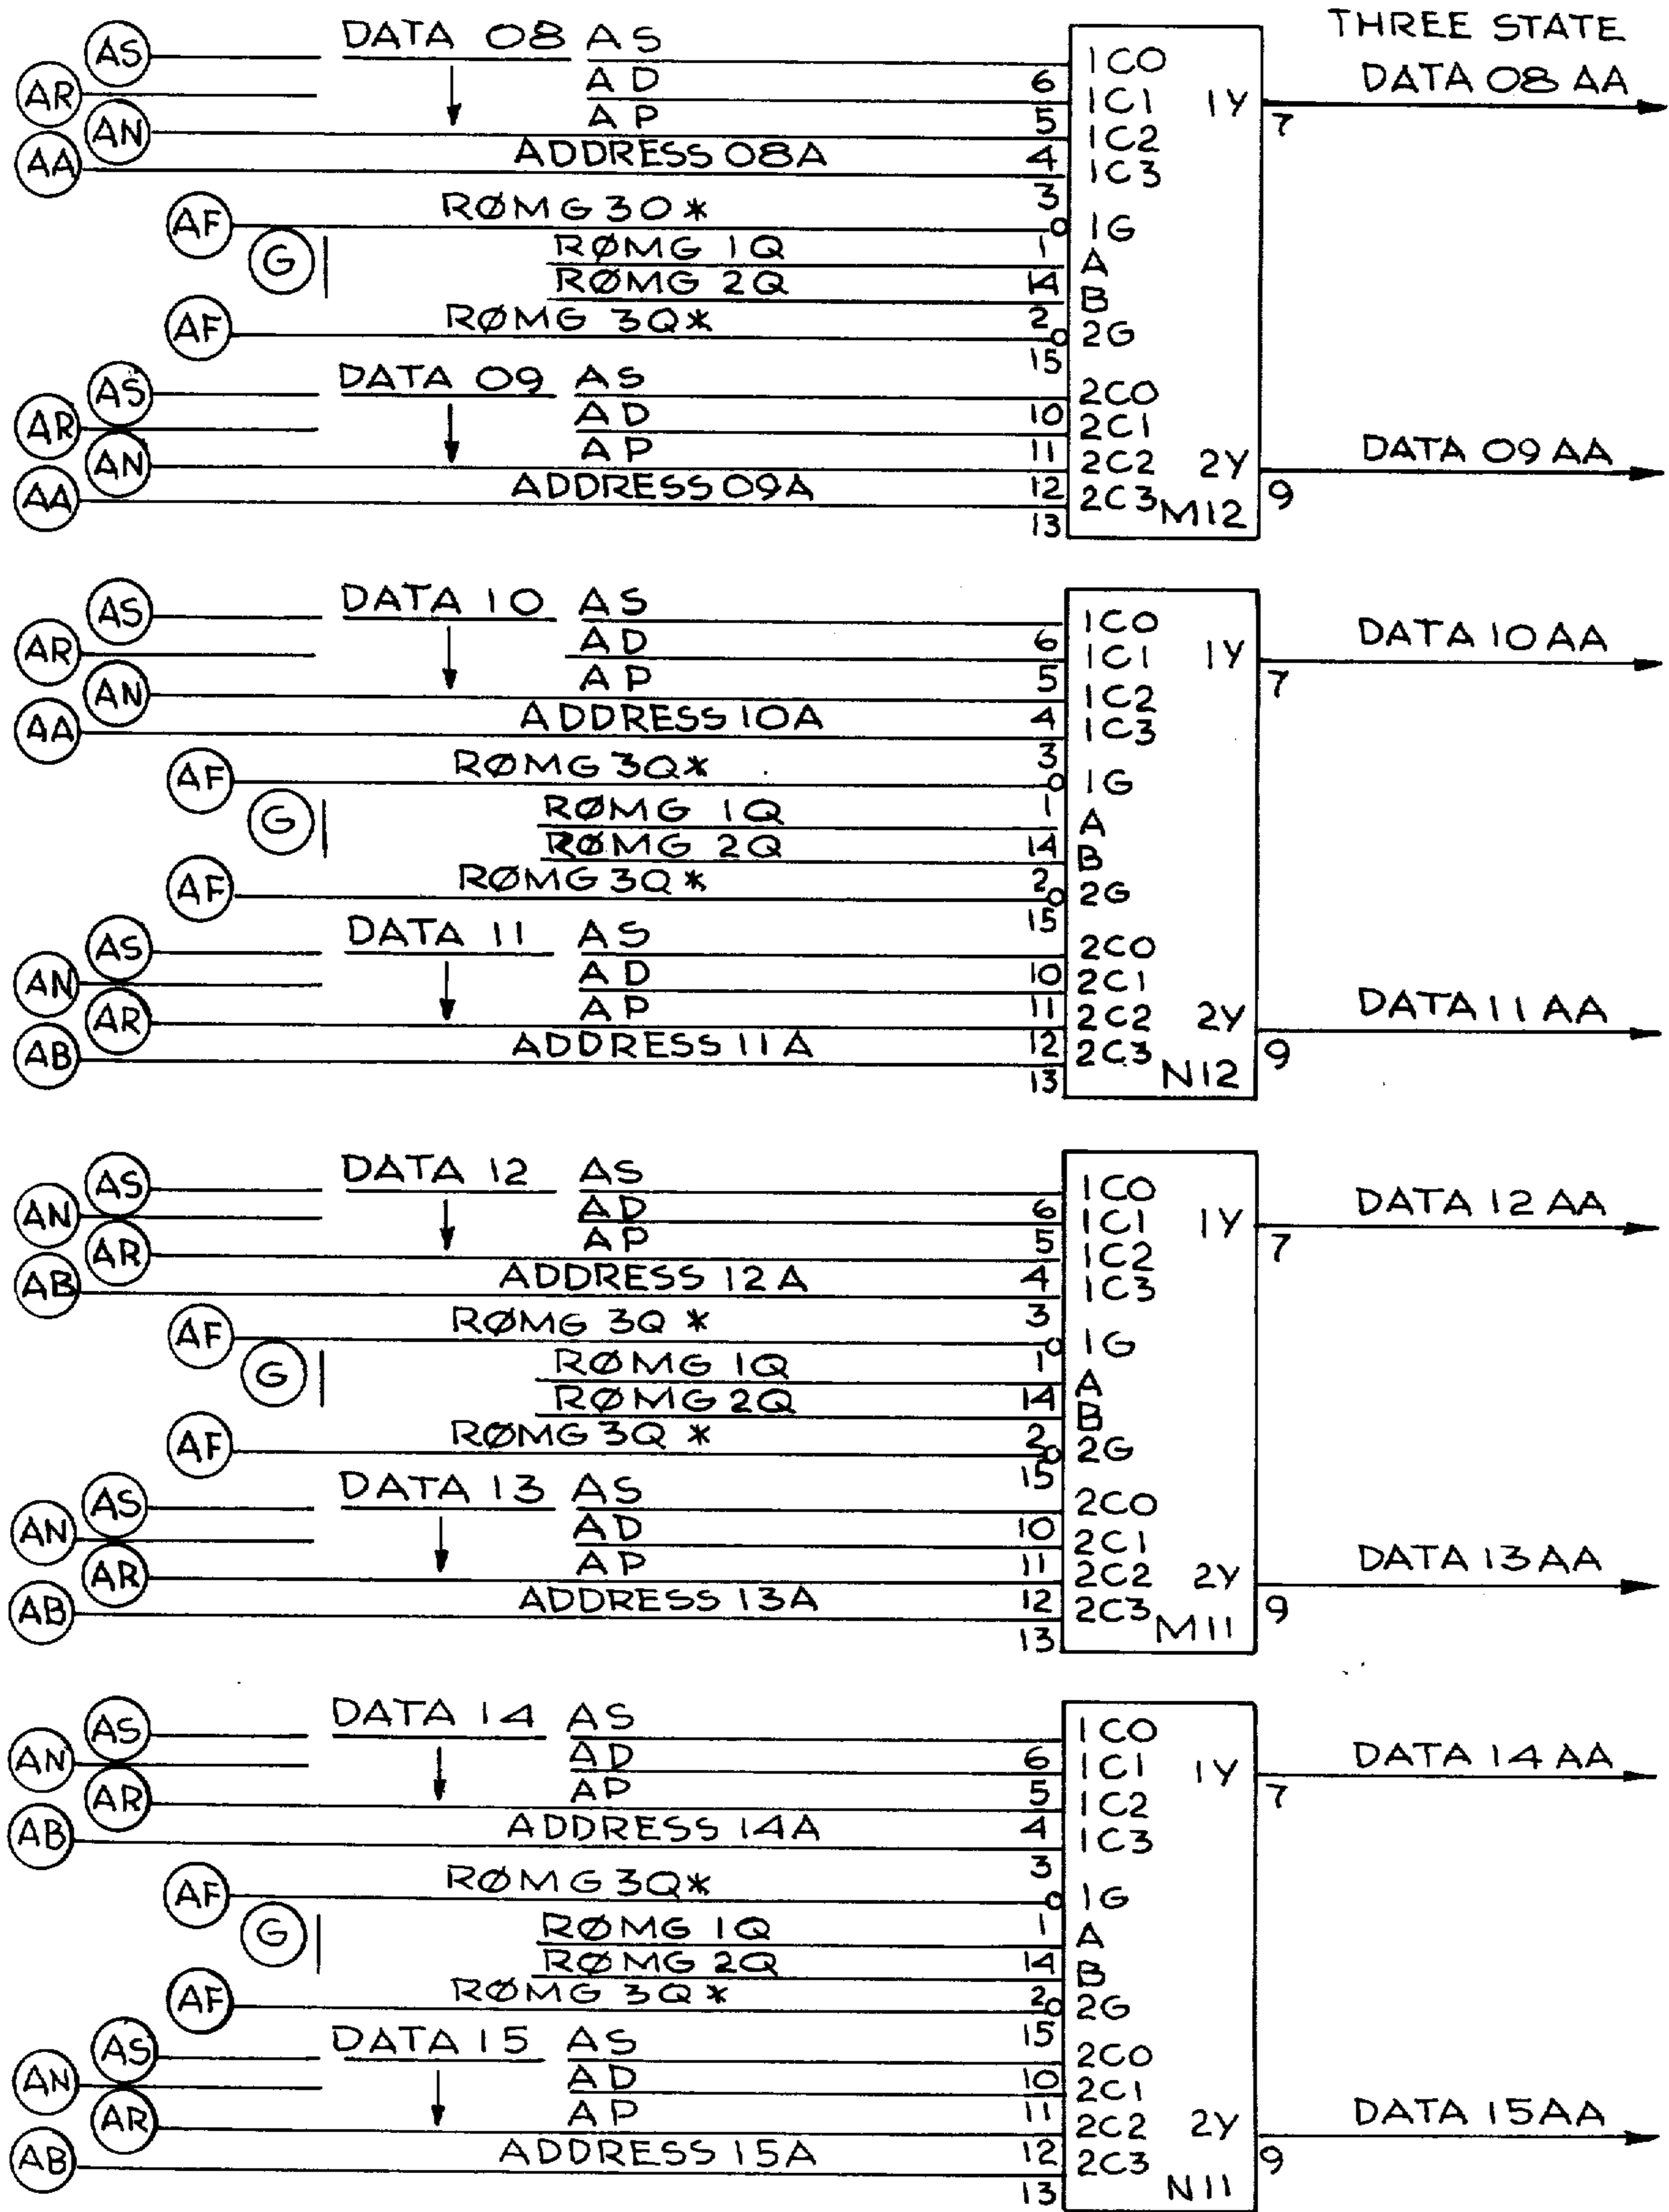 THREE STATE
AS DATA 08 AS 1C0 DATA 08 AA
AR AD 6 1C1 1Y 7
AN AP 5 1C2
AA ADDRESS 08A 4 1C3
3
AF RØMG 30* 1G
G RØMG 1Q 1 A
RØMG 2Q 14 B
AF RØMG 3Q* 2 2G
15
AS DATA 09 AS 2C0
AR AD 10 2C1
AN AP 11 2C2 2Y DATA 09 AA
AA ADDRESS 09A 12 2C3 9
13 M12
AS DATA 10 AS 1C0 DATA 10 AA
AR AD 6 1C1 1Y
AN AP 5 1C2 7
AA ADDRESS 10A 4 1C3
3
AF RØMG 3Q* 1G
G RØMG 1Q 1 A
RØMG 2Q 14 B
AF RØMG 3Q* 2 2G
15
AS DATA 11 AS 2C0
AN AD 10 2C1
AR AP 11 2C2 2Y DATA 11 AA
AB ADDRESS 11A 12 2C3 9
13 N12
AS DATA 12 AS 1C0 DATA 12 AA
AN AD 6 1C1 1Y
AR AP 5 1C2 7
AB ADDRESS 12A 4 1C3
3
AF RØMG 3Q * 1G
G RØMG 1Q 1 A
RØMG 2Q 14 B
AF RØMG 3Q * 2 2G
15
AS DATA 13 AS 2C0
AN AD 10 2C1
AR AP 11 2C2 2Y DATA 13 AA
AB ADDRESS 13A 12 2C3 9
13 M11
AS DATA 14 AS 1C0 DATA 14 AA
AN AD 6 1C1 1Y
AR AP 5 1C2 7
AB ADDRESS 14A 4 1C3
3
AF RØMG 3Q* 1G
G RØMG 1Q 1 A
RØMG 2Q 14 B
AF RØMG 3Q* 2 2G
15
AS DATA 15 AS 2C0
AN AD 10 2C1
AR AP 11 2C2 2Y DATA 15AA
AB ADDRESS 15A 12 2C3 9
13 N11